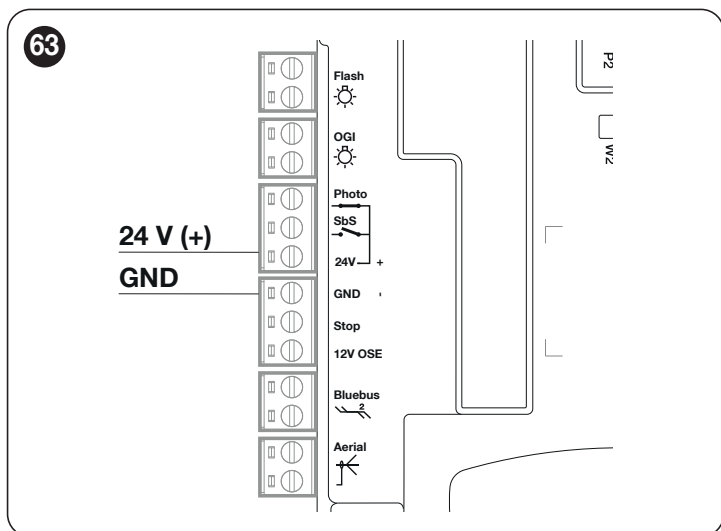 63
Flash
OGI
Photo
SbS
24V +
GND -
Stop
12V OSE
Bluebus
2
Aerial
24 V (+)
GND
P2
W2